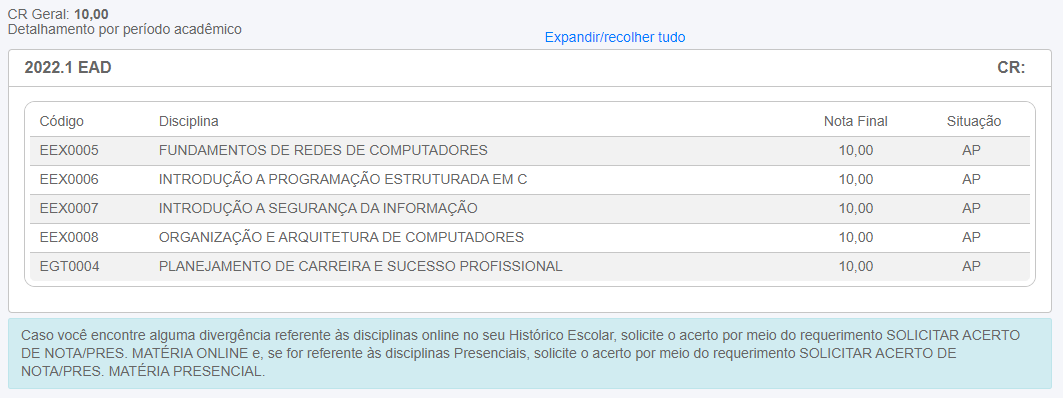 CR Geral: 10,00
Detalhamento por período acadêmico
Expandir/recolher tudo
2022.1 EAD CR:
Código Disciplina Nota Final Situação
EEX0005 FUNDAMENTOS DE REDES DE COMPUTADORES 10,00 AP
EEX0006 INTRODUÇÃO A PROGRAMAÇÃO ESTRUTURADA EM C 10,00 AP
EEX0007 INTRODUÇÃO A SEGURANÇA DA INFORMAÇÃO 10,00 AP
EEX0008 ORGANIZAÇÃO E ARQUITETURA DE COMPUTADORES 10,00 AP
EGT0004 PLANEJAMENTO DE CARREIRA E SUCESSO PROFISSIONAL 10,00 AP
Caso você encontre alguma divergência referente às disciplinas online no seu Histórico Escolar, solicite o acerto por meio do requerimento SOLICITAR ACERTO
DE NOTA/PRES. MATÉRIA ONLINE e, se for referente às disciplinas Presenciais, solicite o acerto por meio do requerimento SOLICITAR ACERTO DE
NOTA/PRES. MATÉRIA PRESENCIAL.